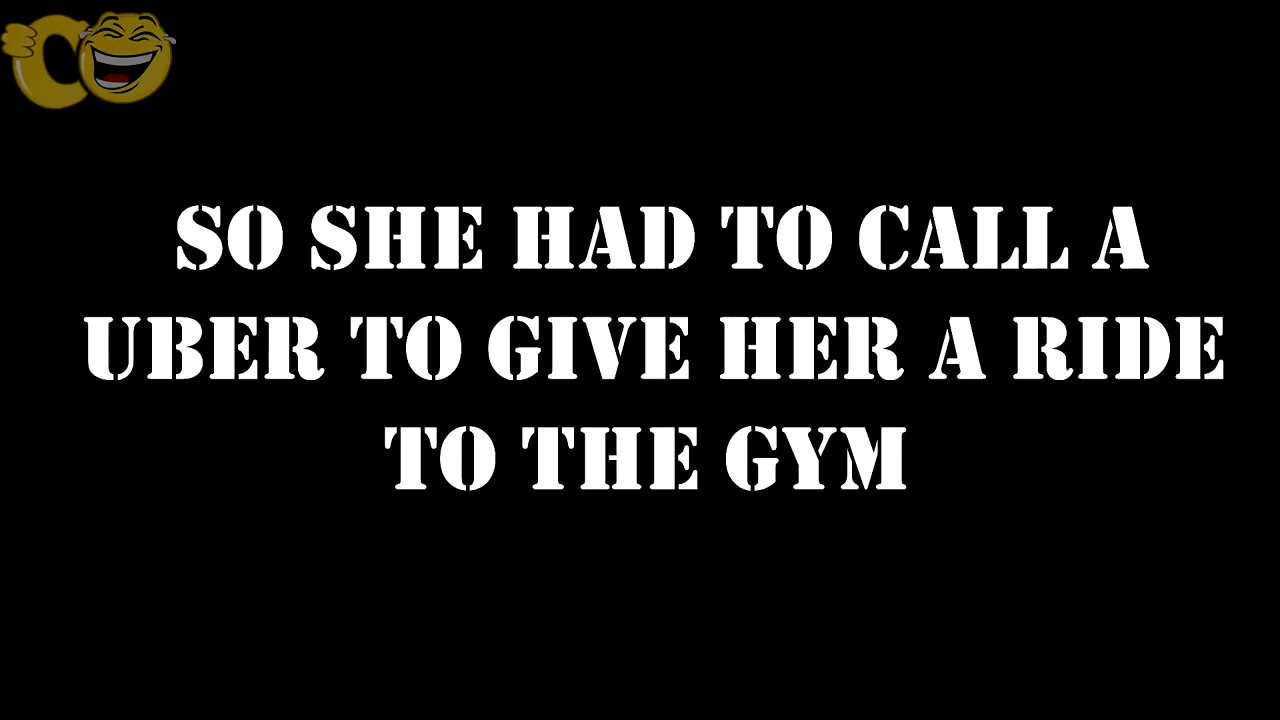 SO SHE HAD TO CALL A
UBER TO GIVE HER A RIDE
TO THE GYM